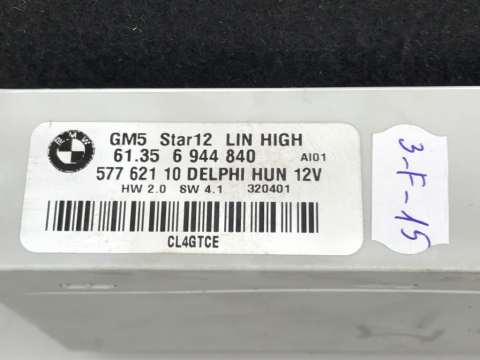 BMW
GM5 Star12 LIN HIGH
61.35 6 944 840 AI01
577 621 10 DELPHI HUN 12V
HW 2.0 SW 4.1 320401
CL4GTCE
3-F-15